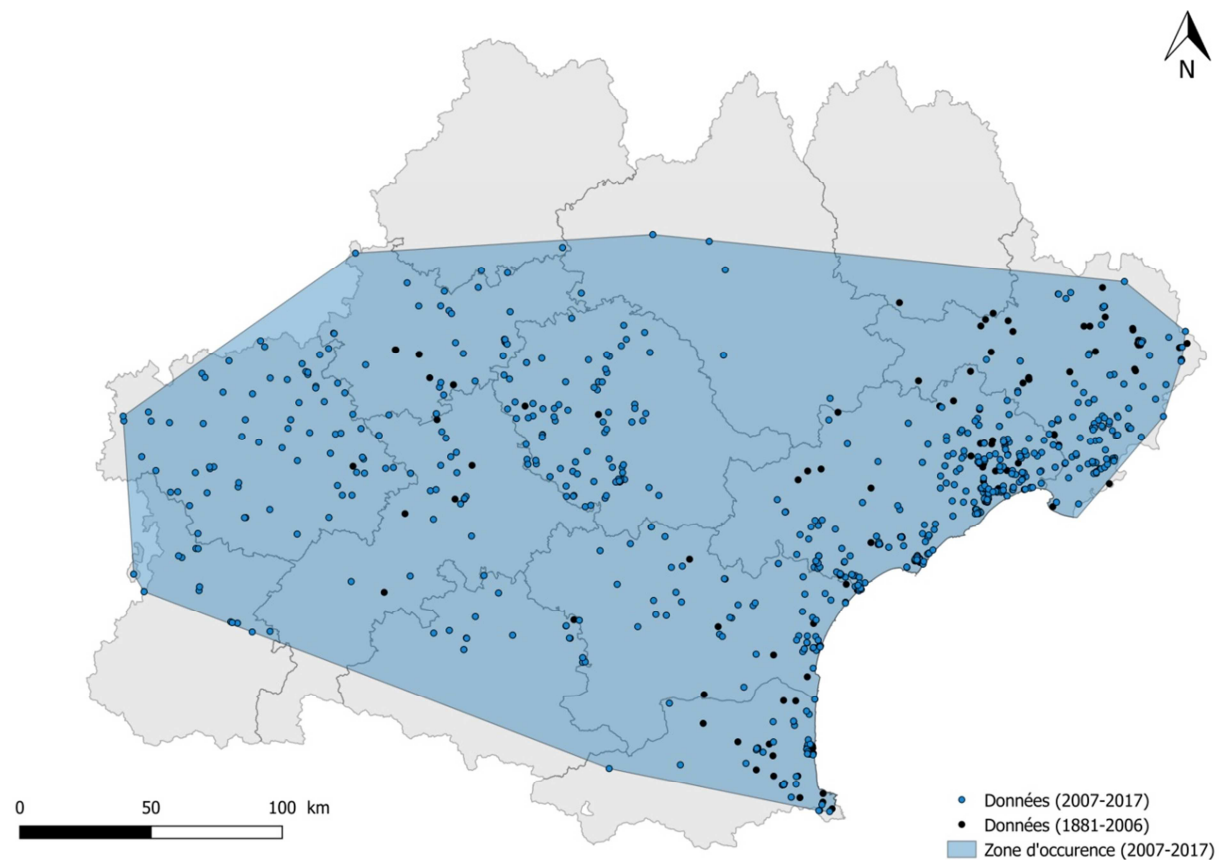 N
0 50 100 km
Données (2007-2017)
Données (1881-2006)
Zone d'occurence (2007-2017)